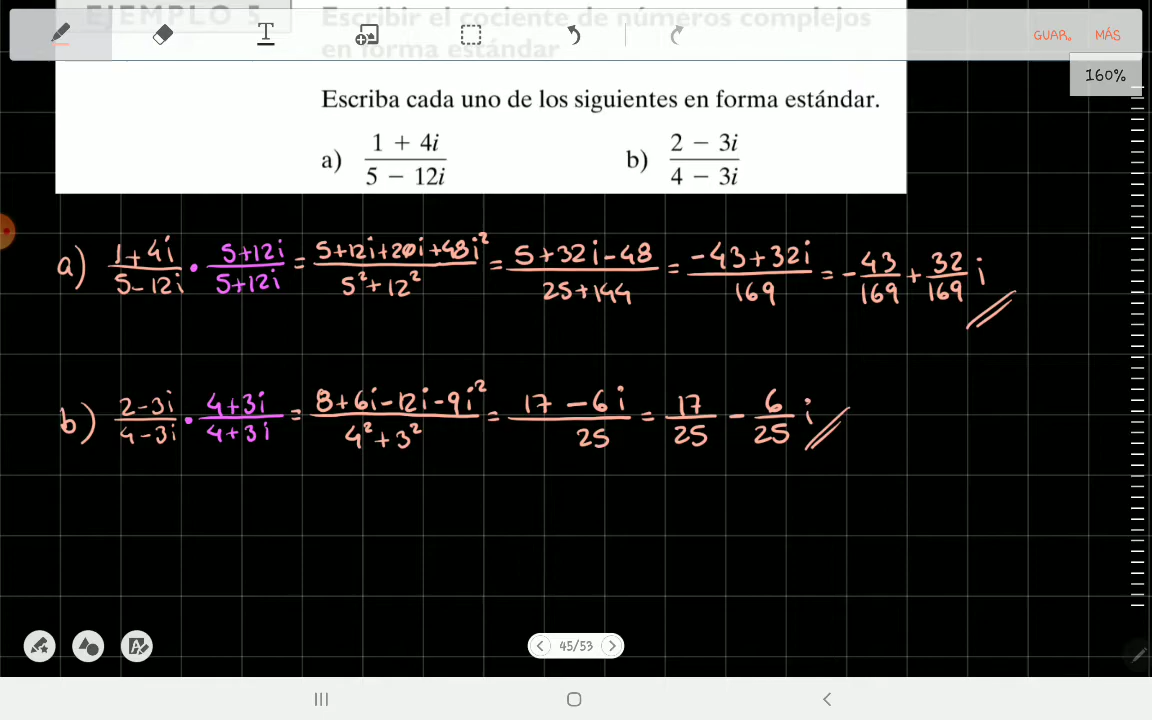 EJEMPLO 5
Escribir el cociente de números complejos
en forma estándar
T
GUAR.
MÁS
160%
Escriba cada uno de los siguientes en forma estándar.
a) (1 + 4i)/(5 − 12i)
b) (2 − 3i)/(4 − 3i)
a) (1+4i)/(5-12i) · (5+12i)/(5+12i) = (5+12i+20i+48i²)/(5²+12²) = (5+32i-48)/(25+144) = (-43+32i)/169 = -43/169 + 32/169 i
b) (2-3i)/(4-3i) · (4+3i)/(4+3i) = (8+6i-12i-9i²)/(4²+3²) = (17-6i)/25 = 17/25 - 6/25 i
45/53